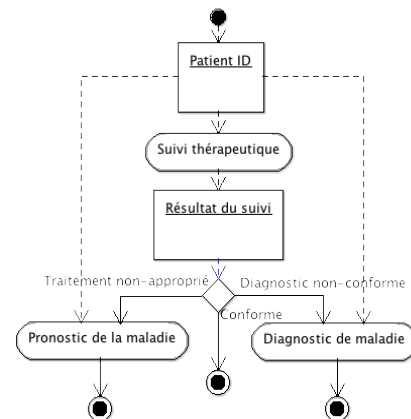 Patient ID
Suivi thérapeutique
Résultat du suivi
Traitement non-approprié
Diagnostic non-conforme
Conforme
Pronostic de la maladie
Diagnostic de maladie